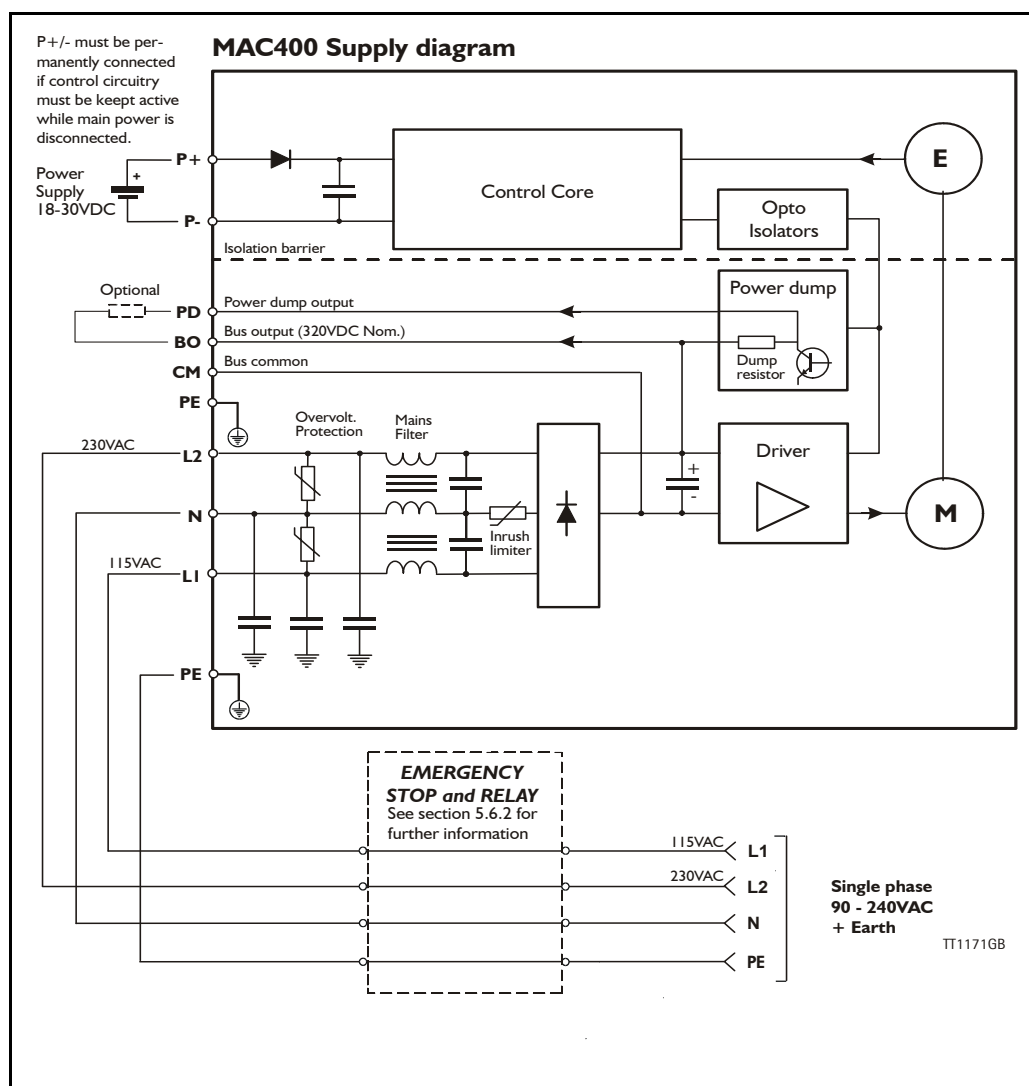 P+/- must be per-
manently connected
if control circuitry
must be keept active
while main power is
disconnected.
MAC400 Supply diagram
P+
Power
Supply
18-30VDC
+
P-
Control Core
E
Opto
Isolators
Isolation barrier
Optional
PD
Power dump output
Power dump
BO
Bus output (320VDC Nom.)
Dump
resistor
CM
Bus common
PE
Overvolt.
Protection
Mains
Filter
230VAC
L2
Driver
+
-
N
Inrush
limiter
M
115VAC
L1
PE
EMERGENCY
STOP and RELAY
See section 5.6.2 for
further information
115VAC
L1
230VAC
L2
N
PE
Single phase
90 - 240VAC
+ Earth
TT1171GB